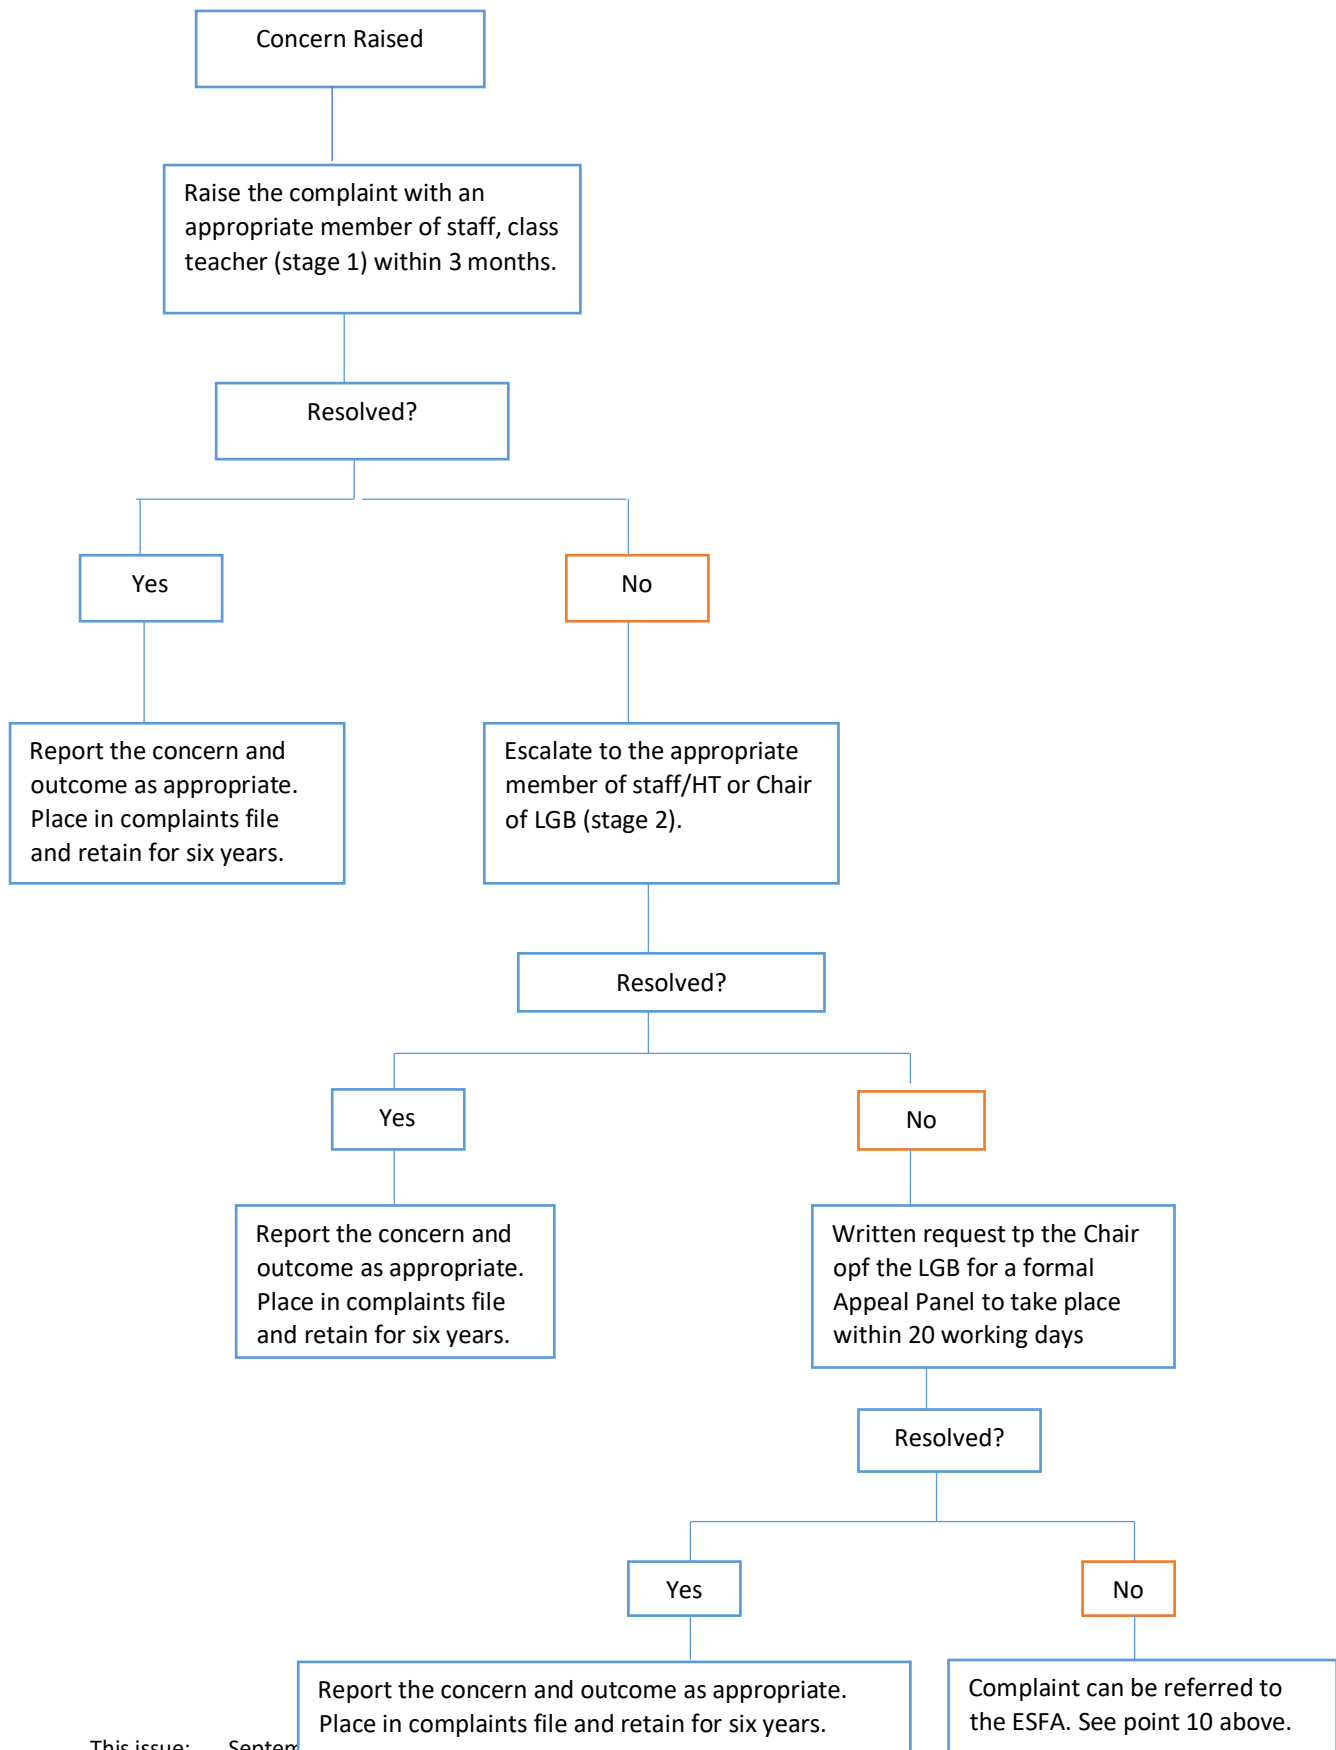 Concern Raised
Raise the complaint with an
appropriate member of staff, class
teacher (stage 1) within 3 months.
Resolved?
Yes
No
Report the concern and
outcome as appropriate.
Place in complaints file
and retain for six years.
Escalate to the appropriate
member of staff/HT or Chair
of LGB (stage 2).
Resolved?
Yes
No
Report the concern and
outcome as appropriate.
Place in complaints file
and retain for six years.
Written request tp the Chair
opf the LGB for a formal
Appeal Panel to take place
within 20 working days
Resolved?
Yes
No
Report the concern and outcome as appropriate.
Place in complaints file and retain for six years.
Complaint can be referred to
the ESFA. See point 10 above.
This issue: